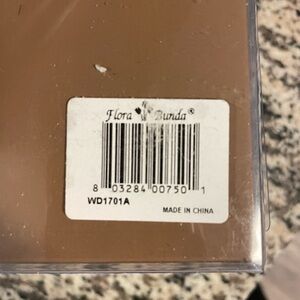 Flora Bunda®
8 03284 00750 1
WD1701A
MADE IN CHINA